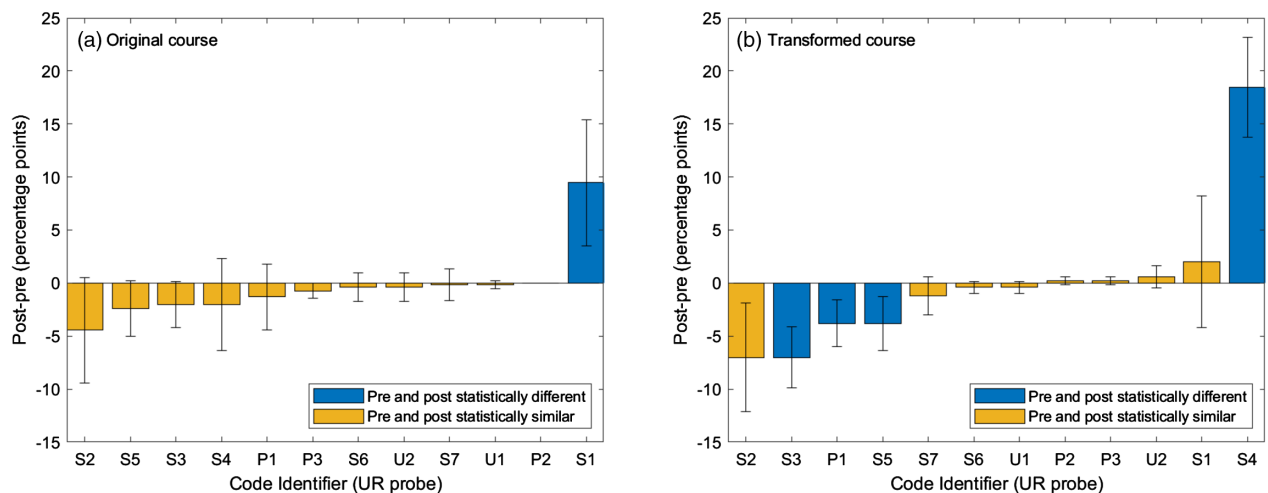 (a) Original course
25
20
15
10
5
0
-5
-10
-15
Post-pre (percentage points)
Pre and post statistically different
Pre and post statistically similar
S2 S5 S3 S4 P1 P3 S6 U2 S7 U1 P2 S1
Code Identifier (UR probe)
(b) Transformed course
25
20
15
10
5
0
-5
-10
-15
Post-pre (percentage points)
Pre and post statistically different
Pre and post statistically similar
S2 S3 P1 S5 S7 S6 U1 P2 P3 U2 S1 S4
Code Identifier (UR probe)